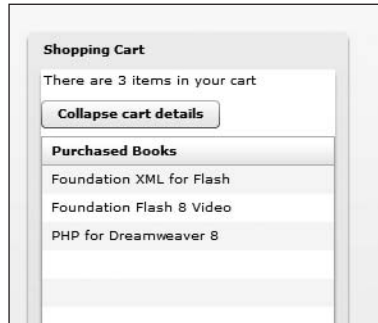 Shopping Cart
There are 3 items in your cart
Collapse cart details
Purchased Books
Foundation XML for Flash
Foundation Flash 8 Video
PHP for Dreamweaver 8